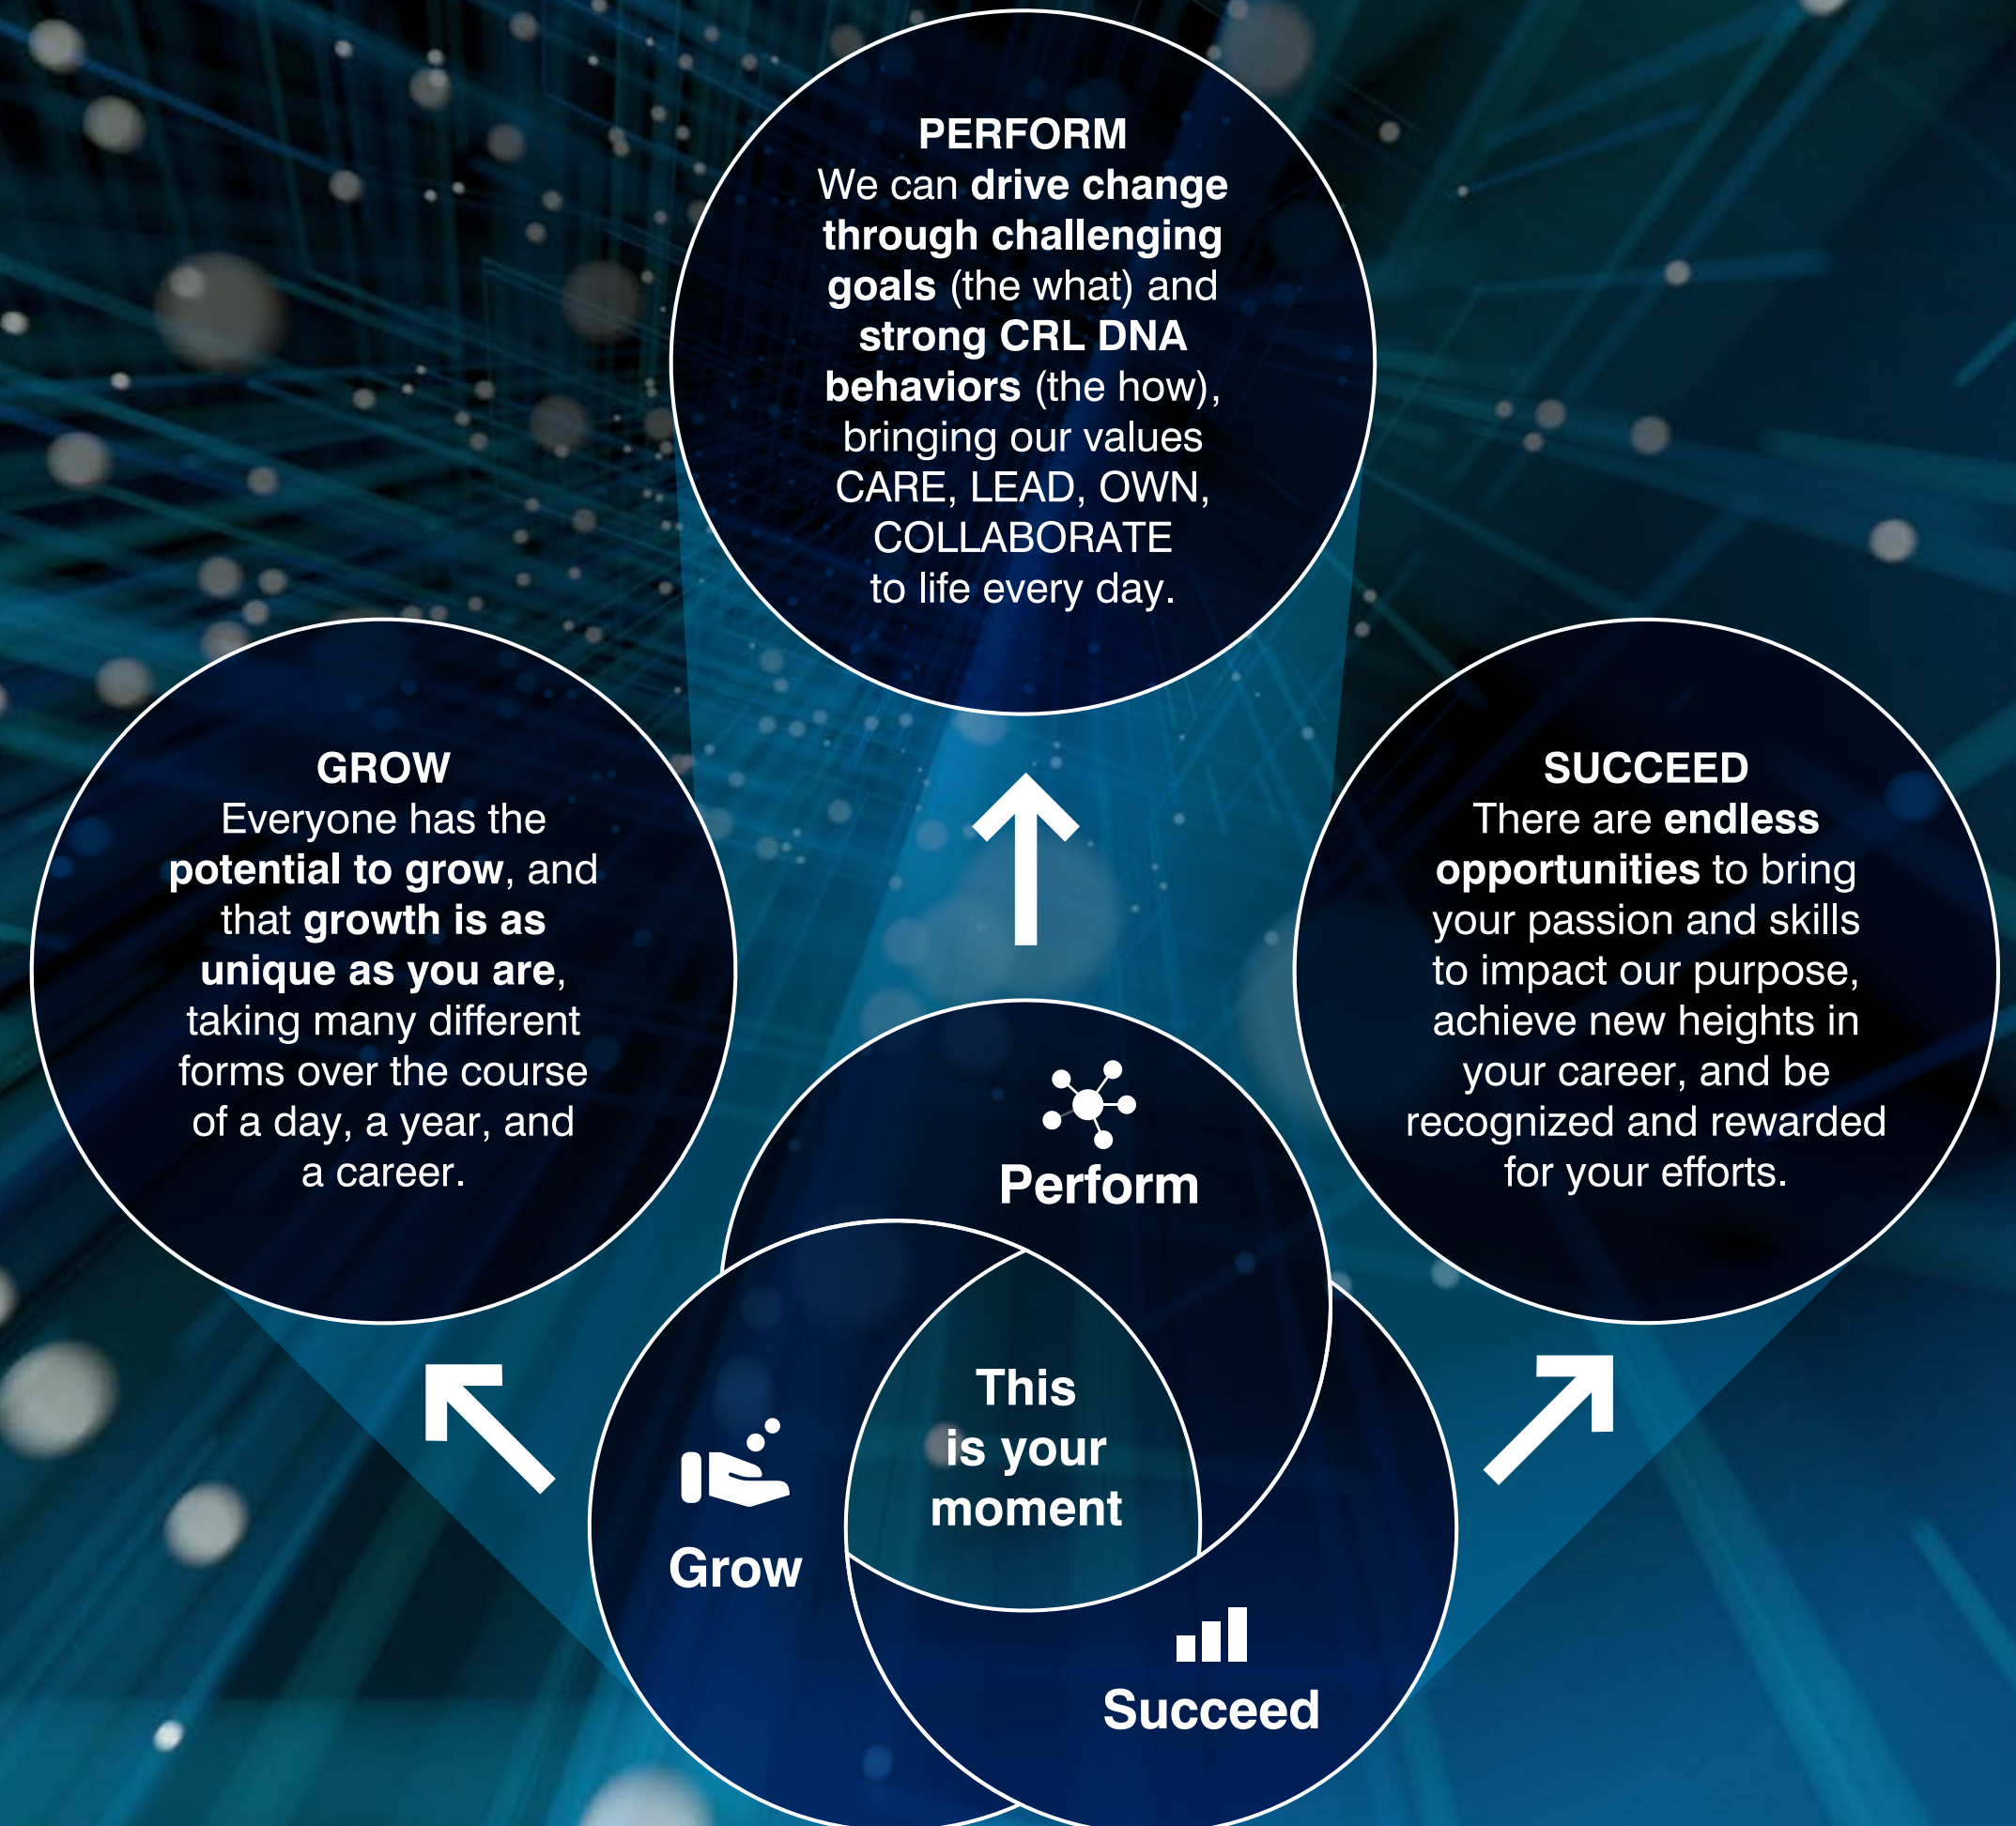 PERFORM
We can drive change
through challenging
goals (the what) and
strong CRL DNA
behaviors (the how),
bringing our values
CARE, LEAD, OWN,
COLLABORATE
to life every day.
GROW
Everyone has the
potential to grow, and
that growth is as
unique as you are,
taking many different
forms over the course
of a day, a year, and
a career.
SUCCEED
There are endless
opportunities to bring
your passion and skills
to impact our purpose,
achieve new heights in
your career, and be
recognized and rewarded
for your efforts.
Perform
This
is your
moment
Grow
Succeed